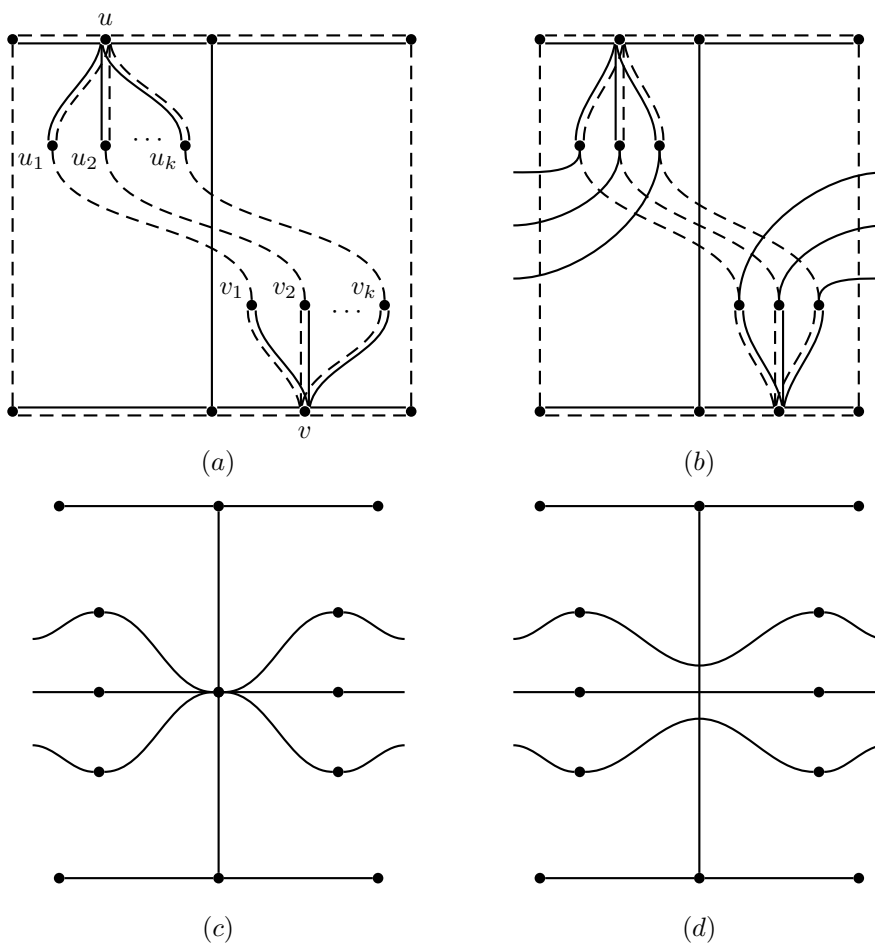 u
u₁ u₂ ... uₖ
v₁ v₂ ... vₖ
v
(a) (b)
(c) (d)